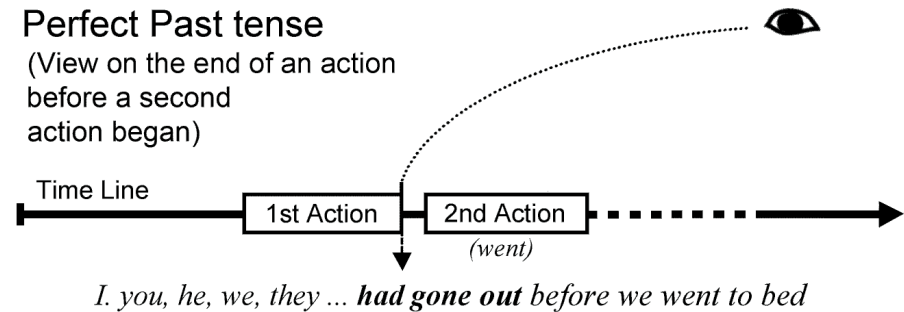 Perfect Past tense
(View on the end of an action
before a second
action began)
Time Line
1st Action
2nd Action
(went)
I. you, he, we, they ... had gone out before we went to bed